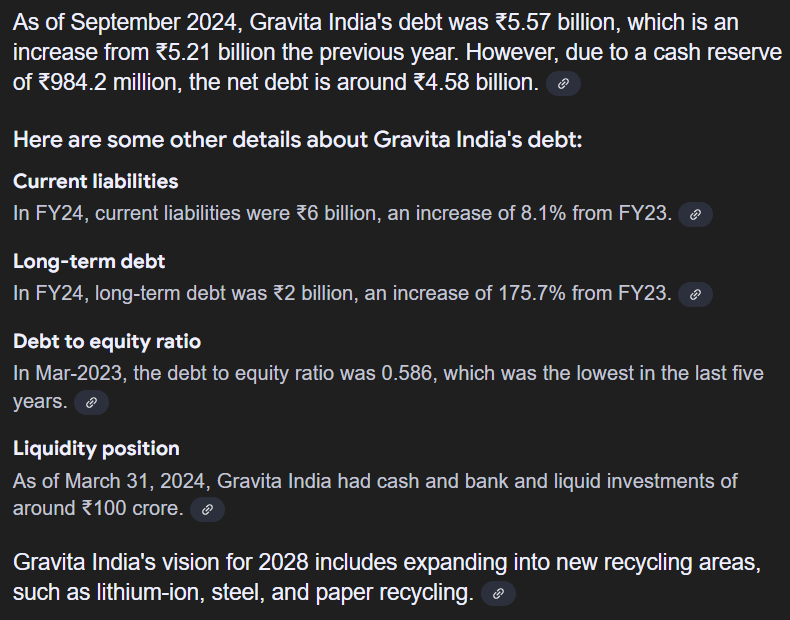 As of September 2024, Gravita India's debt was ₹5.57 billion, which is an
increase from ₹5.21 billion the previous year. However, due to a cash reserve
of ₹984.2 million, the net debt is around ₹4.58 billion.
Here are some other details about Gravita India's debt:
Current liabilities
In FY24, current liabilities were ₹6 billion, an increase of 8.1% from FY23.
Long-term debt
In FY24, long-term debt was ₹2 billion, an increase of 175.7% from FY23.
Debt to equity ratio
In Mar-2023, the debt to equity ratio was 0.586, which was the lowest in the last five
years.
Liquidity position
As of March 31, 2024, Gravita India had cash and bank and liquid investments of
around ₹100 crore.
Gravita India's vision for 2028 includes expanding into new recycling areas,
such as lithium-ion, steel, and paper recycling.